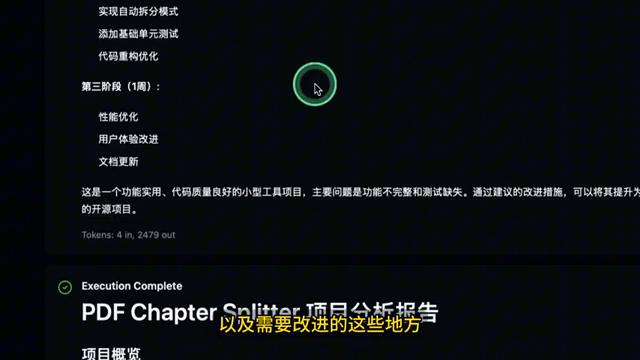 实现自动拆分模式
添加基础单元测试
代码重构优化
第三阶段（1周）：
性能优化
用户体验改进
文档更新
这是一个功能实用、代码质量良好的小型工具项目，主要问题是功能不完整和测试缺失。通过建议的改进措施，可以将其提升为
的开源项目。
Tokens: 4 in, 2479 out
Execution Complete
PDF Chapter Splitter 项目分析报告
以及需要改进的这些地方
项目概览